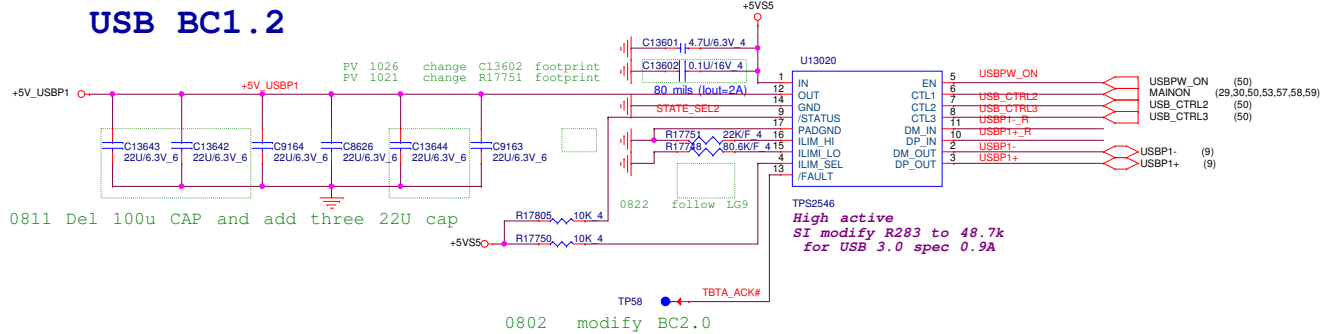 USB BC1.2
+5VS5
C13601 4.7U/6.3V_4
C13602 0.1U/16V_4
PV 1026 change C13602 footprint
PV 1021 change R17751 footprint
+5V_USBP1
+5V_USBP1
80 mils (Iout=2A)
STATE_SEL2
U13020
1 IN
12 OUT
14 GND
9 /STATUS
17 PADGND
16 ILIM_HI
15 ILIM_LO
4 ILIM_SEL
13 /FAULT
EN 5 USBPW_ON
CTL1 6
CTL2 7 USB_CTRL2
CTL3 8 USB_CTRL3
DM_IN 11 USBP1-_R
DP_IN 10 USBP1+_R
DM_OUT 2 USBP1-
DP_OUT 3 USBP1+
USBPW_ON (50)
MAINON (29,30,50,53,57,58,59)
USB_CTRL2 (50)
USB_CTRL3 (50)
USBP1- (9)
USBP1+ (9)
R17751 22K/F_4
R17748 80.6K/F_4
C13643 22U/6.3V_6
C13642 22U/6.3V_6
C9164 22U/6.3V_6
C8626 22U/6.3V_6
C13644 22U/6.3V_6
C9163 22U/6.3V_6
0822 follow LG9
TPS2546
0811 Del 100u CAP and add three 22U cap
High active
SI modify R283 to 48.7k
for USB 3.0 spec 0.9A
R17805 10K_4
+5VS5
R17750 10K_4
TP58
TBTA_ACK#
0802 modify BC2.0